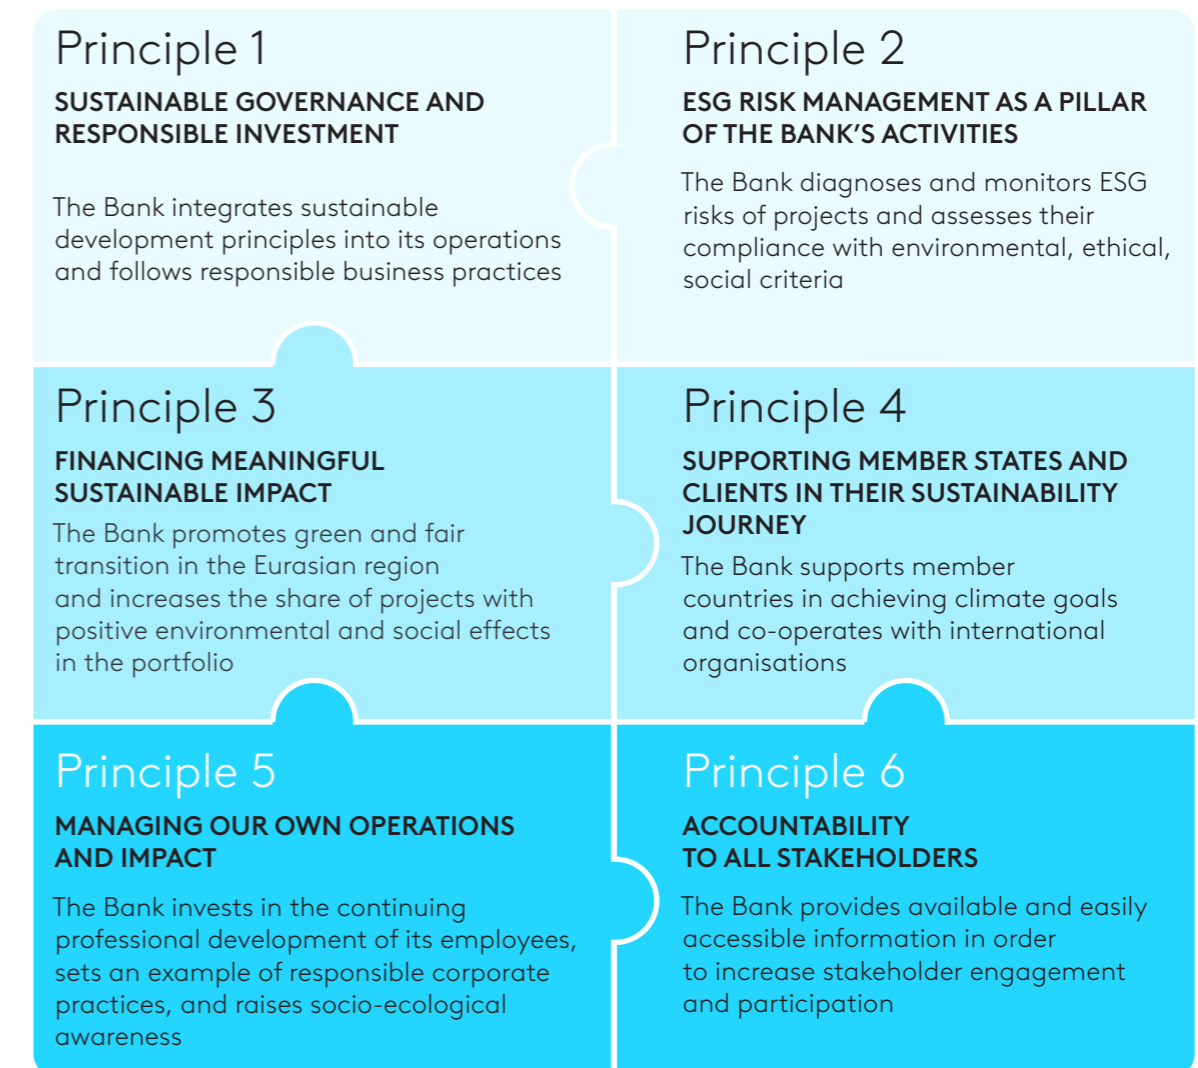 Principle 1
SUSTAINABLE GOVERNANCE AND
RESPONSIBLE INVESTMENT
The Bank integrates sustainable
development principles into its operations
and follows responsible business practices
Principle 2
ESG RISK MANAGEMENT AS A PILLAR
OF THE BANK’S ACTIVITIES
The Bank diagnoses and monitors ESG
risks of projects and assesses their
compliance with environmental, ethical,
social criteria
Principle 3
FINANCING MEANINGFUL
SUSTAINABLE IMPACT
The Bank promotes green and fair
transition in the Eurasian region
and increases the share of projects with
positive environmental and social effects
in the portfolio
Principle 4
SUPPORTING MEMBER STATES AND
CLIENTS IN THEIR SUSTAINABILITY
JOURNEY
The Bank supports member
countries in achieving climate goals
and co-operates with international
organisations
Principle 5
MANAGING OUR OWN OPERATIONS
AND IMPACT
The Bank invests in the continuing
professional development of its employees,
sets an example of responsible corporate
practices, and raises socio-ecological
awareness
Principle 6
ACCOUNTABILITY
TO ALL STAKEHOLDERS
The Bank provides available and easily
accessible information in order
to increase stakeholder engagement
and participation